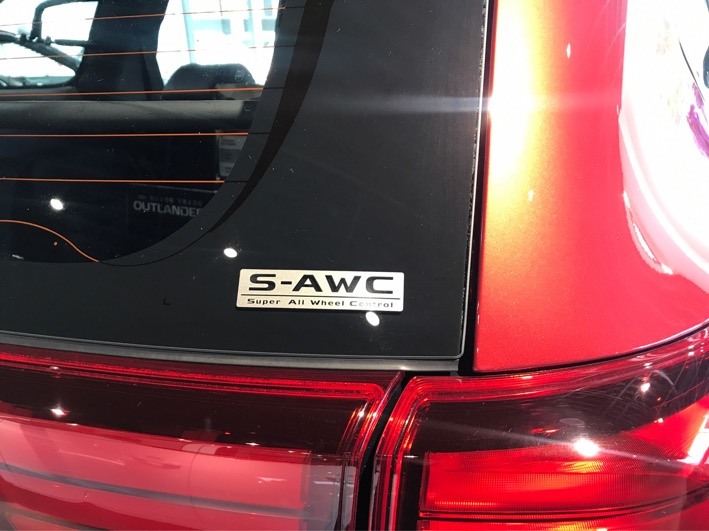 OUTLANDER
S-AWC
Super All Wheel Control